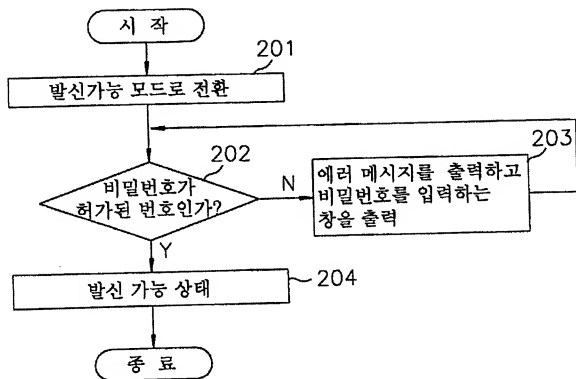 시 작
201
발신가능 모드로 전환
202
비밀번호가
허가된 번호인가?
N
203
에러 메시지를 출력하고
비밀번호를 입력하는
창을 출력
Y
204
발신 가능 상태
종 료